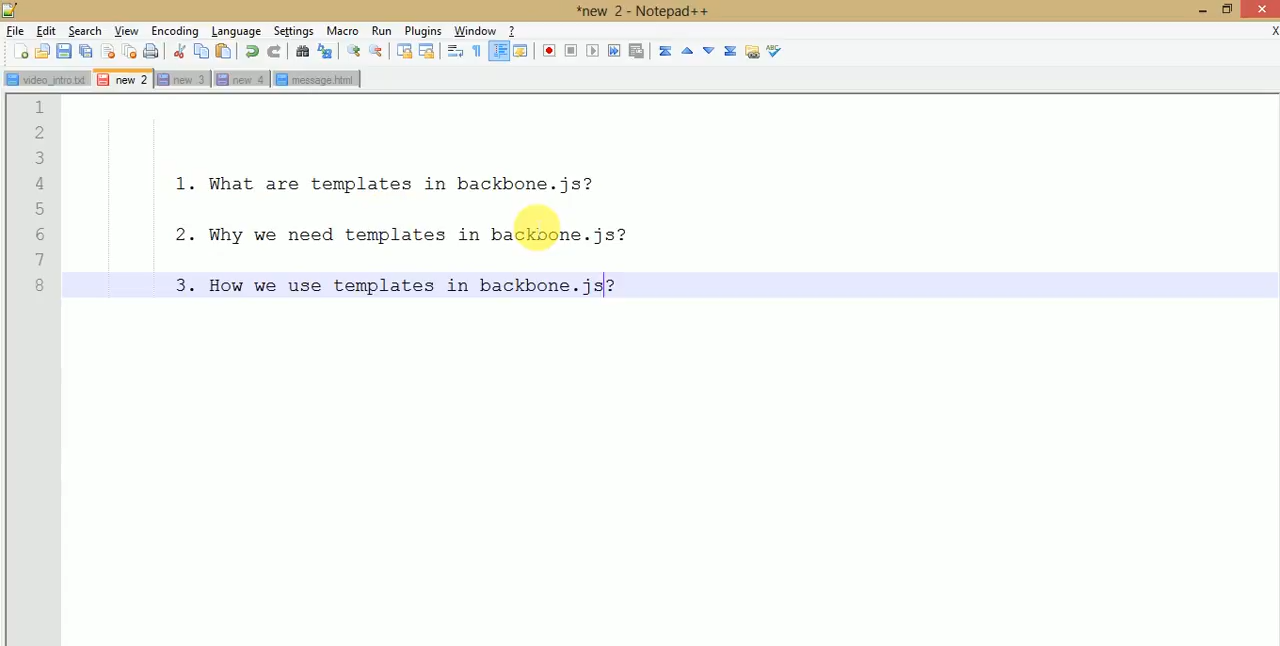 *new 2 - Notepad++
File Edit Search View Encoding Language Settings Macro Run Plugins Window ? X
video_intro.txt new 2 new 3 new 4 message.html
1
2
3
4 1. What are templates in backbone.js?
5
6 2. Why we need templates in backbone.js?
7
8 3. How we use templates in backbone.js?